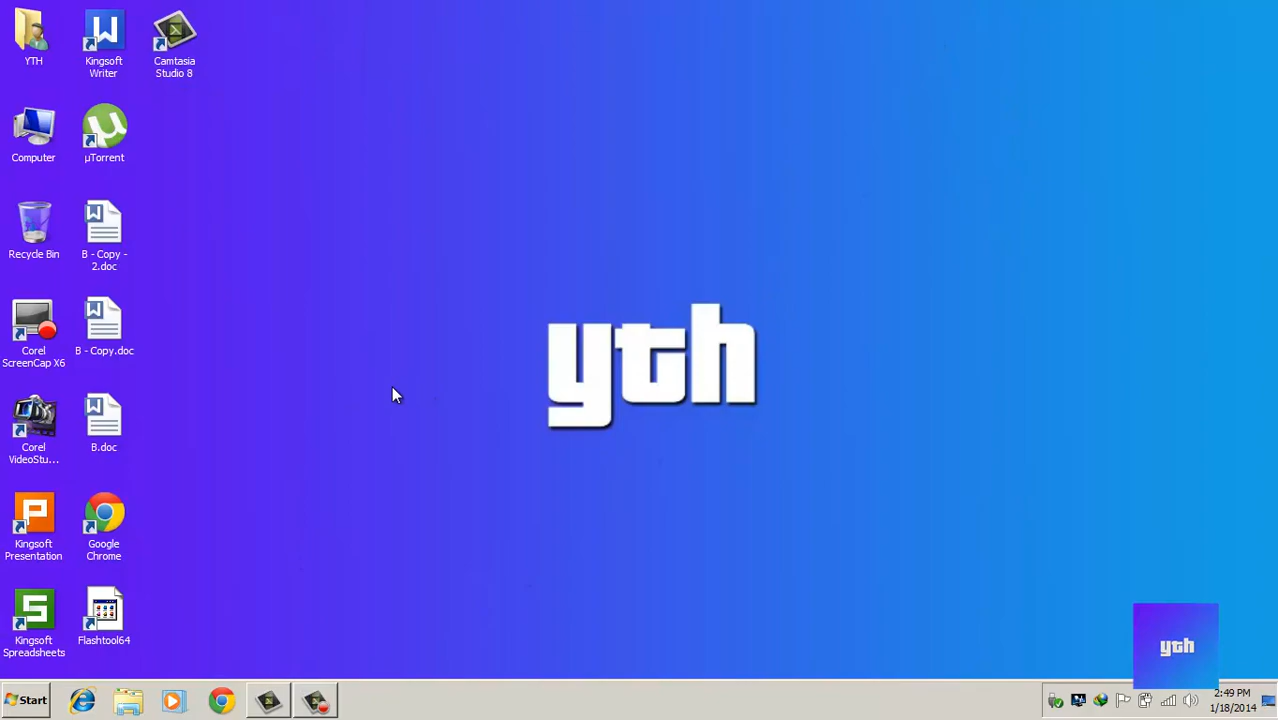 YTH
Kingsoft
Writer
Camtasia
Studio 8
Computer
µTorrent
Recycle Bin
B - Copy -
2.doc
Corel
ScreenCap X6
B - Copy.doc
Corel
VideoStu...
B.doc
Kingsoft
Presentation
Google
Chrome
Kingsoft
Spreadsheets
Flashtool64
yth
yth
Start
2:49 PM
1/18/2014